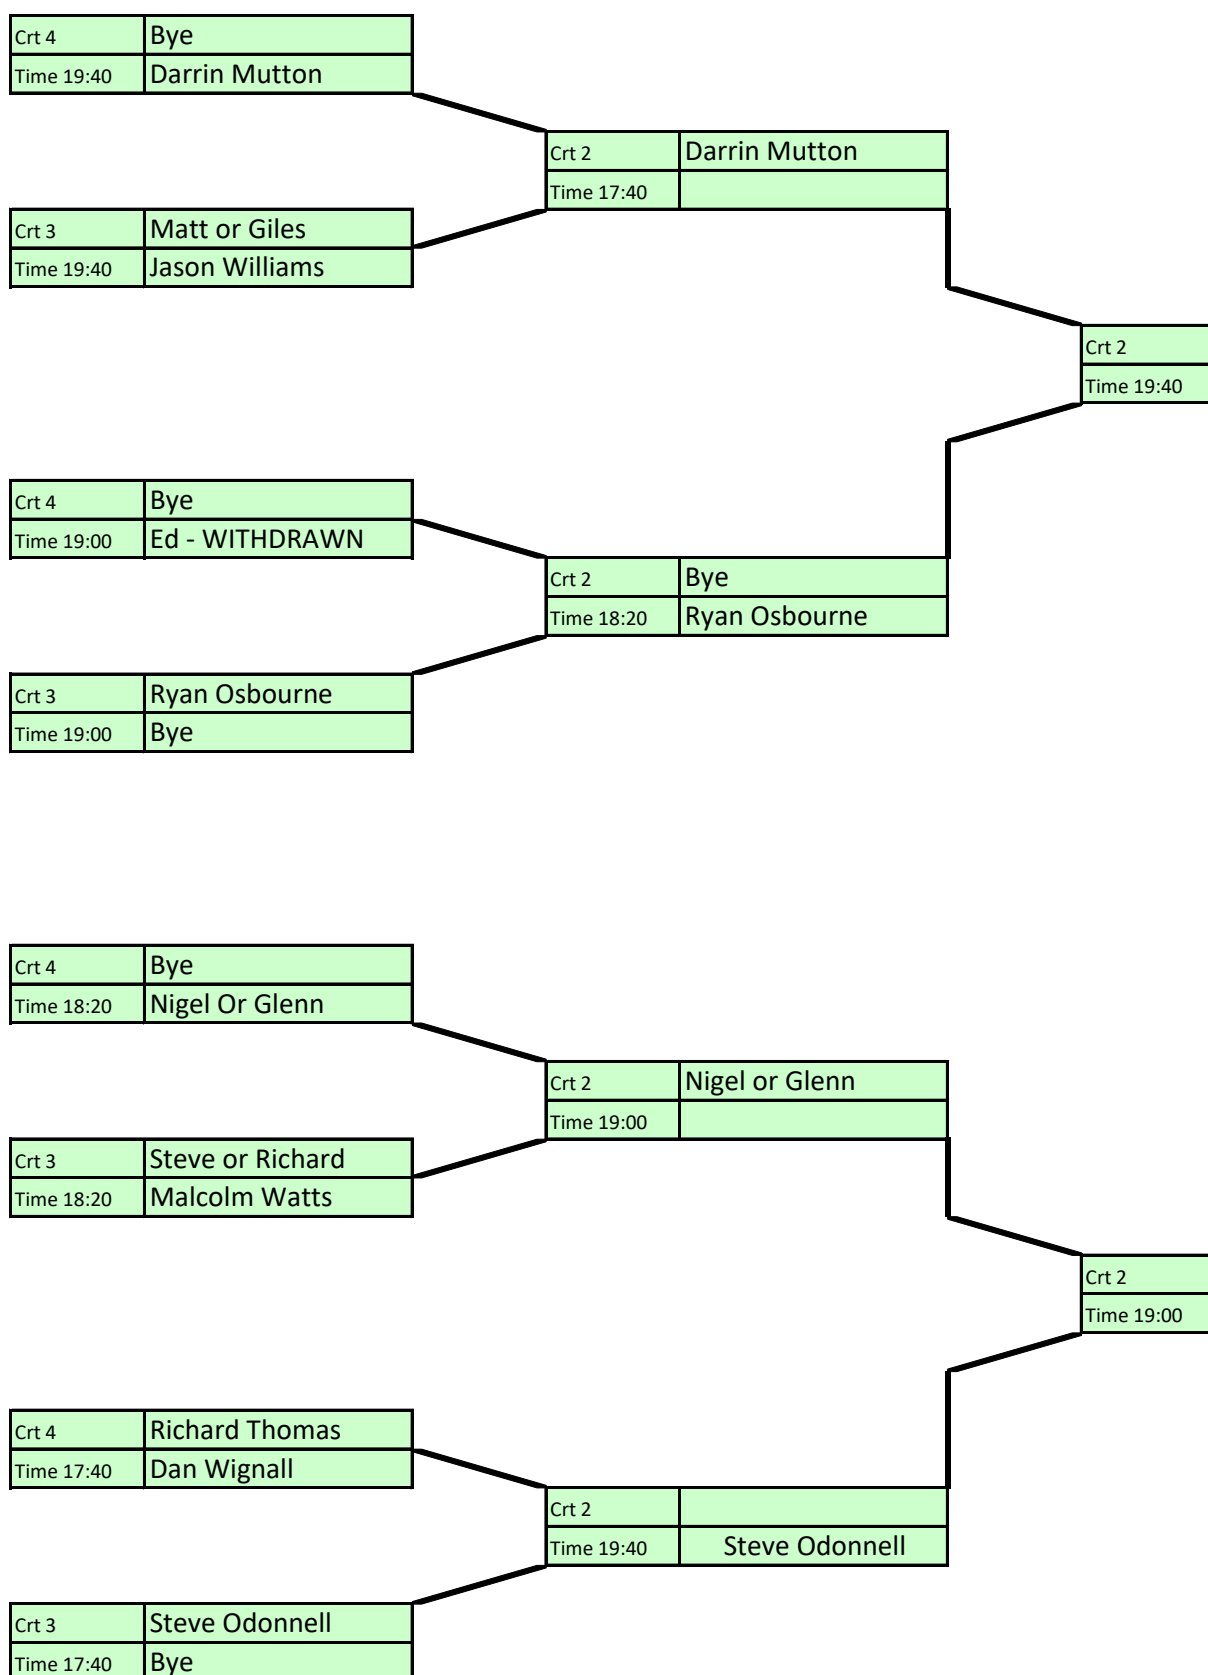 Crt 4 Bye
Time 19:40 Darrin Mutton
Crt 2 Darrin Mutton
Time 17:40
Crt 3 Matt or Giles
Time 19:40 Jason Williams
Crt 2
Time 19:40
Crt 4 Bye
Time 19:00 Ed - WITHDRAWN
Crt 2 Bye
Time 18:20 Ryan Osbourne
Crt 3 Ryan Osbourne
Time 19:00 Bye
Crt 4 Bye
Time 18:20 Nigel Or Glenn
Crt 2 Nigel or Glenn
Time 19:00
Crt 3 Steve or Richard
Time 18:20 Malcolm Watts
Crt 2
Time 19:00
Crt 4 Richard Thomas
Time 17:40 Dan Wignall
Crt 2
Time 19:40 Steve Odonnell
Crt 3 Steve Odonnell
Time 17:40 Bye